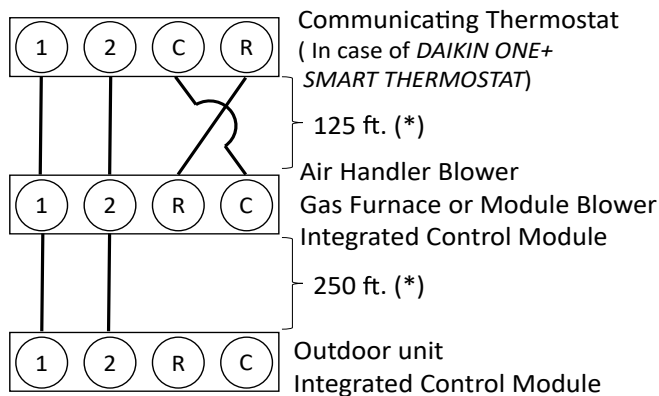 1 2 C R
Communicating Thermostat
( In case of DAIKIN ONE+
SMART THERMOSTAT)
125 ft. (*)
Air Handler Blower
1 2 R C
Gas Furnace or Module Blower
Integrated Control Module
250 ft. (*)
1 2 R C
Outdoor unit
Integrated Control Module